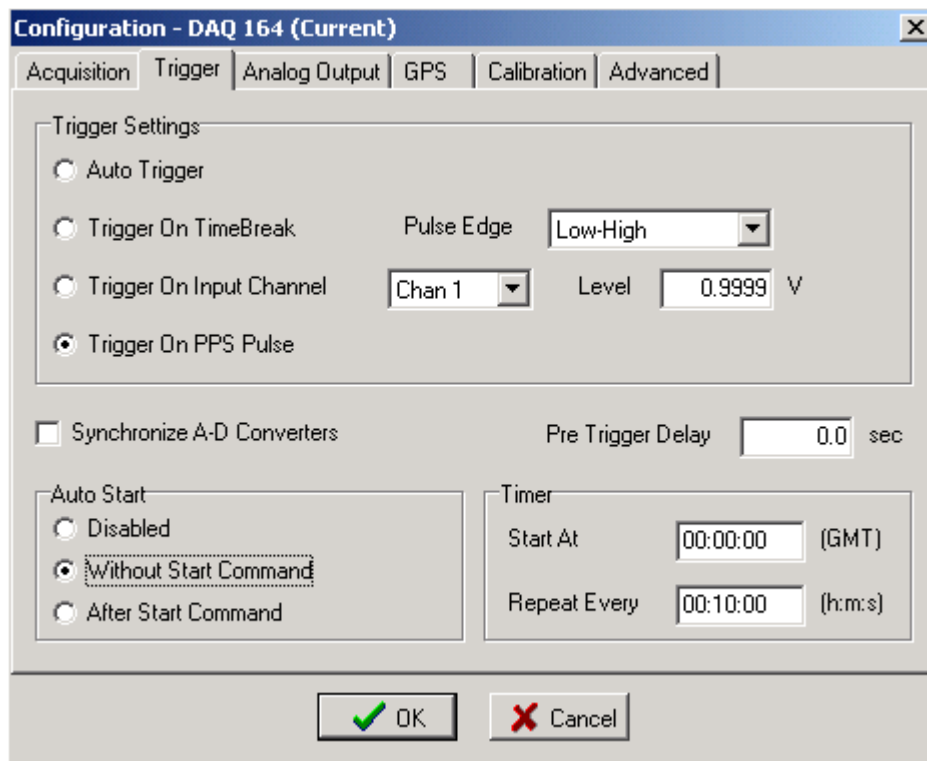 Configuration - DAQ 164 (Current)
Acquisition Trigger Analog Output GPS Calibration Advanced
Trigger Settings
Auto Trigger
Trigger On TimeBreak Pulse Edge Low-High
Trigger On Input Channel Chan 1 Level 0.9999 V
Trigger On PPS Pulse
Synchronize A-D Converters Pre Trigger Delay 0.0 sec
Auto Start
Disabled
Without Start Command
After Start Command
Timer
Start At 00:00:00 (GMT)
Repeat Every 00:10:00 (h:m:s)
OK Cancel